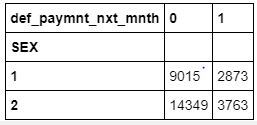 def_paymnt_nxt_mnth 0 1
SEX
1 9015 2873
2 14349 3763